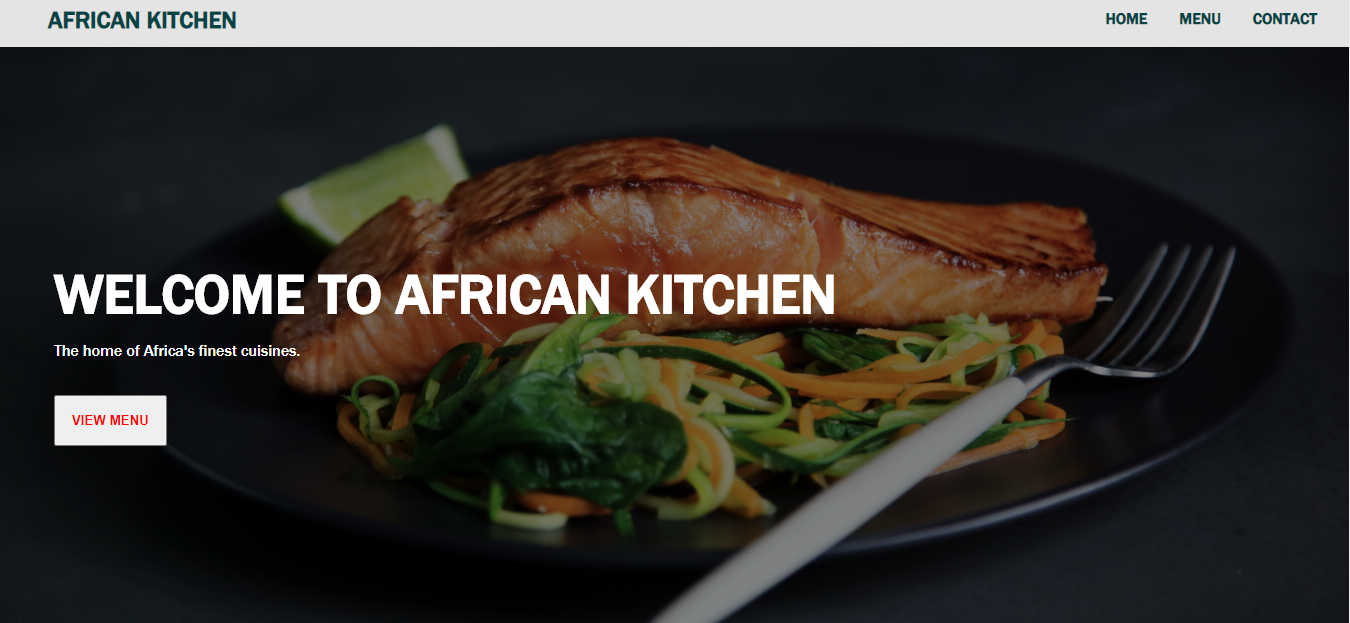 AFRICAN KITCHEN
HOME MENU CONTACT
WELCOME TO AFRICAN KITCHEN
The home of Africa's finest cuisines.
VIEW MENU